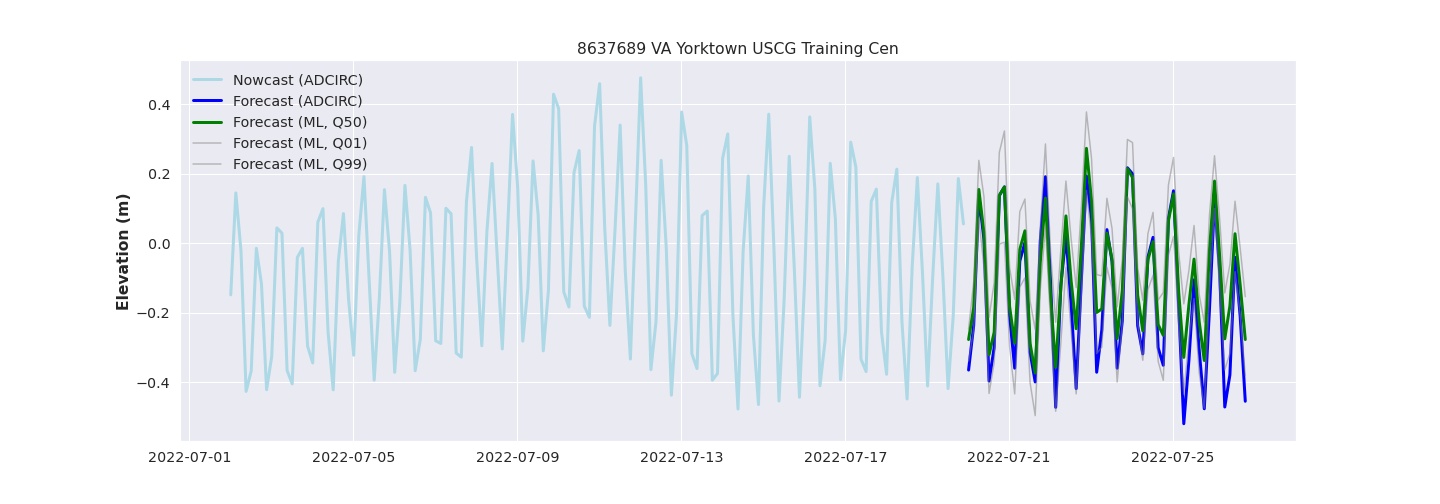 8637689 VA Yorktown USCG Training Cen
Nowcast (ADCIRC)
Forecast (ADCIRC)
Forecast (ML, Q50)
Forecast (ML, Q01)
Forecast (ML, Q99)
Elevation (m)
0.4
0.2
0.0
−0.2
−0.4
2022-07-01
2022-07-05
2022-07-09
2022-07-13
2022-07-17
2022-07-21
2022-07-25